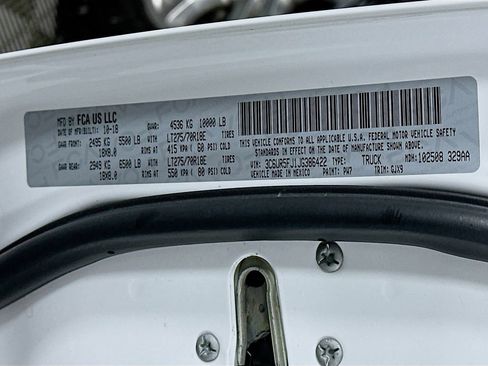 MFD BY FCA US LLC
DATE OF MFR(BUILT): 10-18 GVWR: 4536 KG 10000 LB
GAWR FRONT 2495 KG 5500 LB LT275/70R18E TIRES
18X8.0 RIMS AT 415 KPA ( 60 PSI) COLD
GAWR REAR 2948 KG 6500 LB LT275/70R18E TIRES
18X8.0 RIMS AT 550 KPA ( 80 PSI) COLD
THIS VEHICLE CONFORMS TO ALL APPLICABLE U.S.A. FEDERAL MOTOR VEHICLE
STANDARDS IN EFFECT ON THE DATE OF MANUFACTURE SHOWN ABOVE.
VIN: 3C6UR5FJ1JG386422 TYPE: TRUCK MDH: 102508 329AA
VEHICLE MADE IN MEXICO PAINT: PW7 TRIM: GJX9